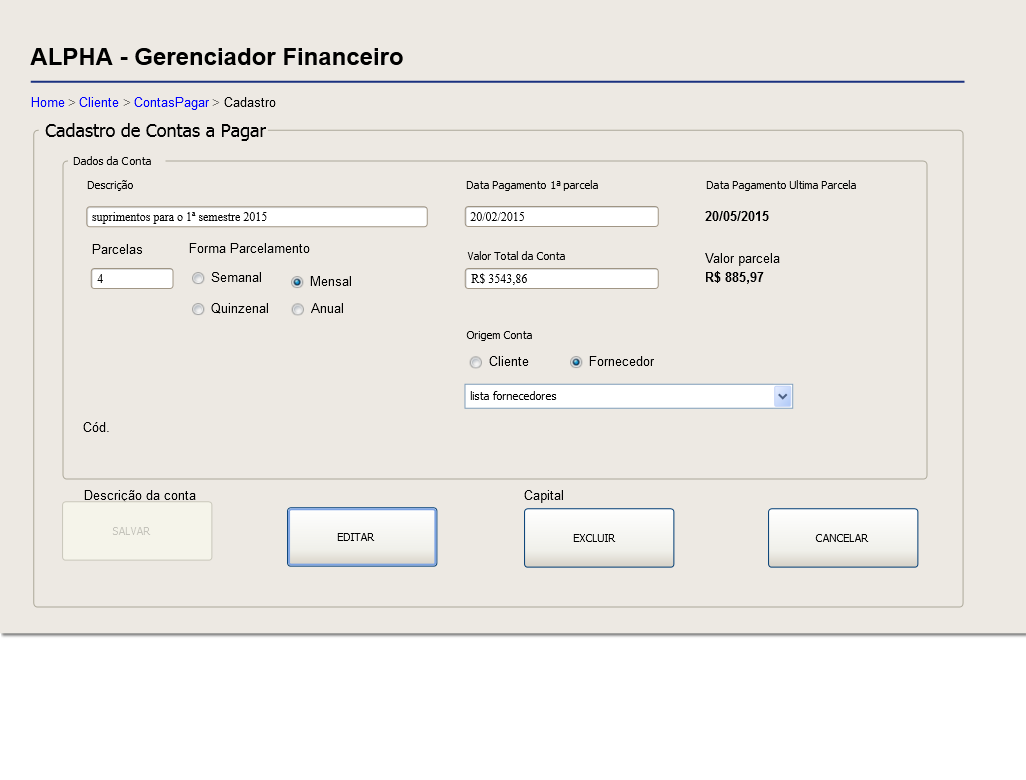 ALPHA - Gerenciador Financeiro
Home > Cliente > ContasPagar > Cadastro
Cadastro de Contas a Pagar
Dados da Conta
Descrição
Data Pagamento 1ª parcela
Data Pagamento Ultima Parcela
suprimentos para o 1ª semestre 2015
20/02/2015
20/05/2015
Parcelas
Forma Parcelamento
Valor Total da Conta
Valor parcela
4
Semanal
Mensal
R$ 3543,86
R$ 885,97
Quinzenal
Anual
Origem Conta
Cliente
Fornecedor
lista fornecedores
Cód.
Descrição da conta
Capital
SALVAR
EDITAR
EXCLUIR
CANCELAR